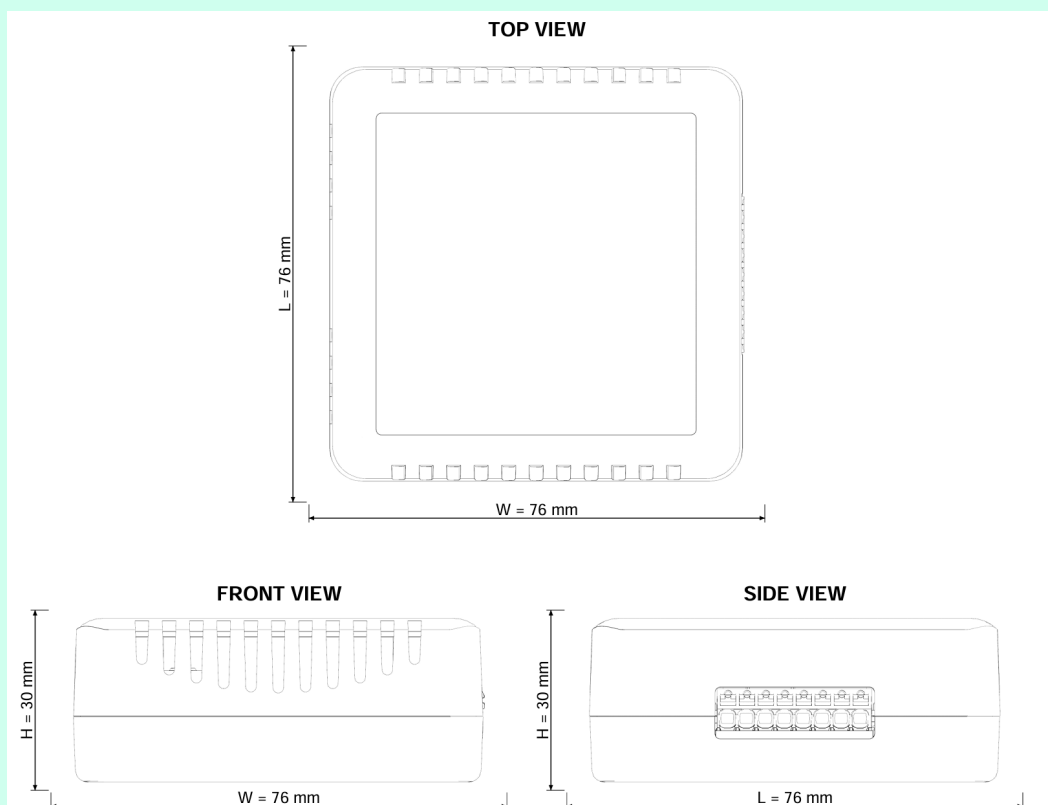 TOP VIEW
L = 76 mm
W = 76 mm
FRONT VIEW
SIDE VIEW
H = 30 mm
H = 30 mm
W = 76 mm
L = 76 mm